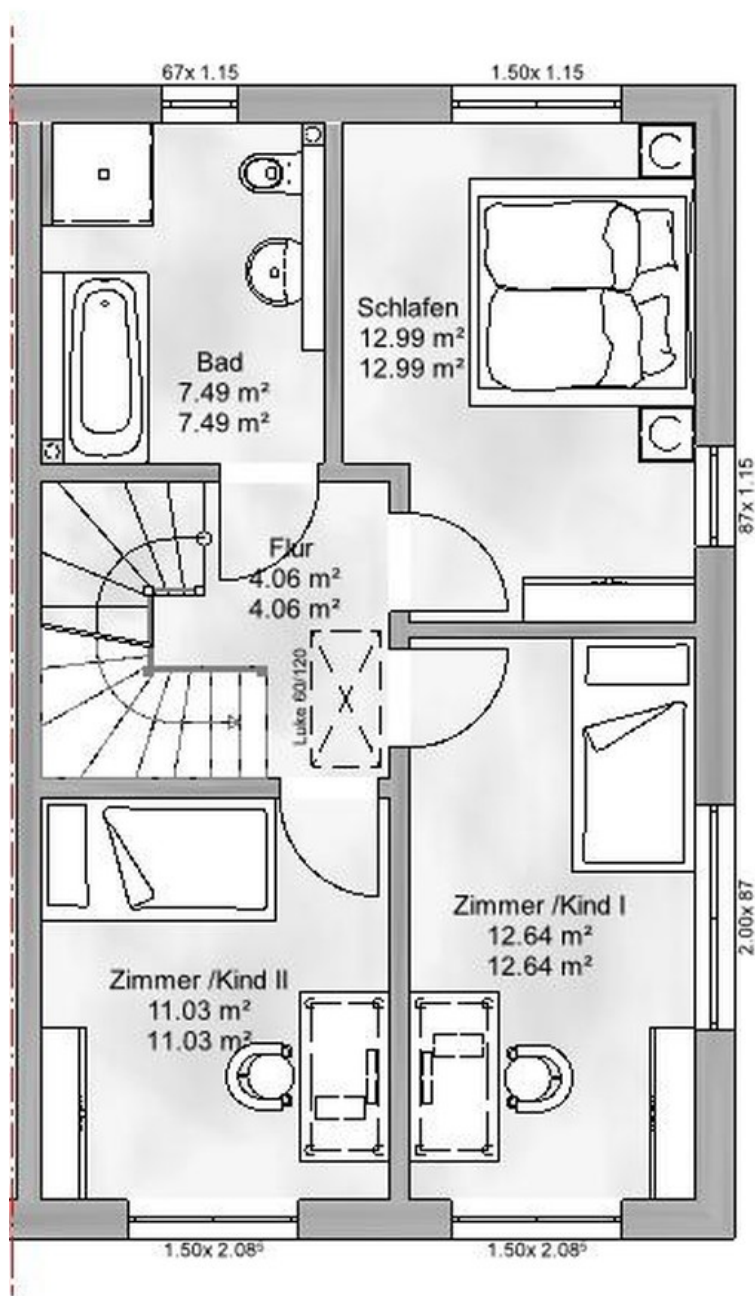 67x 1.15
1.50x 1.15
Schlafen
12.99 m²
12.99 m²
Bad
7.49 m²
7.49 m²
87x 1.15
Flur
4.06 m²
4.06 m²
Luke 60/120
Zimmer /Kind I
12.64 m²
12.64 m²
2.00x 87
Zimmer /Kind II
11.03 m²
11.03 m²
1.50x 2.08⁵
1.50x 2.08⁵